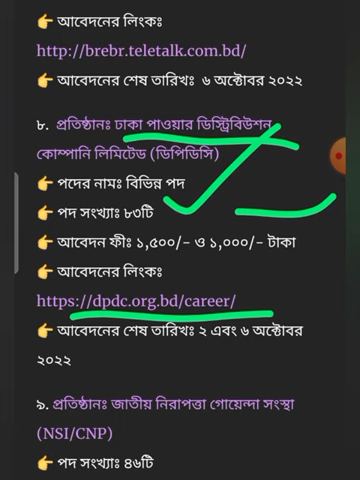 👉 আবেদনের লিংকঃ
http://brebr.teletalk.com.bd/
👉 আবেদনের শেষ তারিখঃ ৬ অক্টোবর ২০২২
৮. প্রতিষ্ঠানঃ ঢাকা পাওয়ার ডিস্ট্রিবিউশন
কোম্পানি লিমিটেড (ডিপিডিসি)
👉 পদের নামঃ বিভিন্ন পদ
👉 পদ সংখ্যাঃ ৮৩টি
👉 আবেদন ফীঃ ১,৫০০/- ও ১,০০০/- টাকা
👉 আবেদনের লিংকঃ
https://dpdc.org.bd/career/
👉 আবেদনের শেষ তারিখঃ ২ এবং ৬ অক্টোবর
২০২২
৯. প্রতিষ্ঠানঃ জাতীয় নিরাপত্তা গোয়েন্দা সংস্থা
(NSI/CNP)
👉 পদ সংখ্যাঃ ৪৬টি